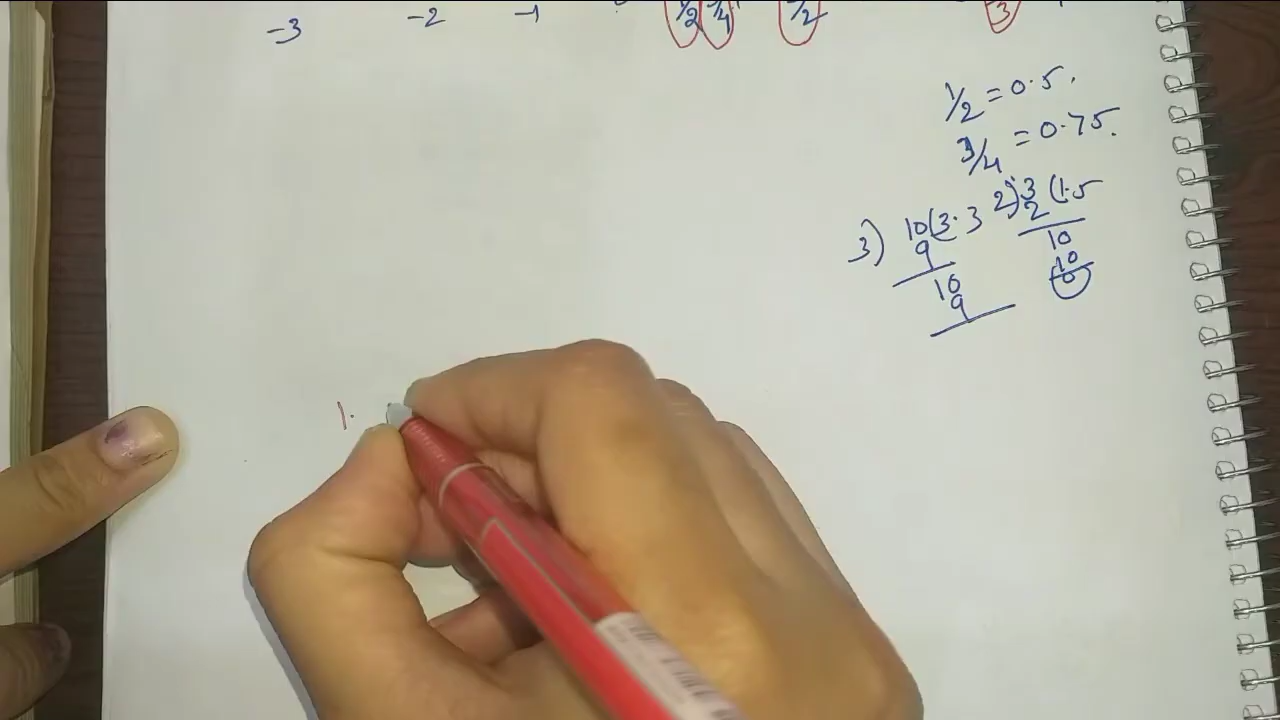 -3 -2 -1 1/2 3/4 3/2 3
1/2 = 0.5.
3/4 = 0.75.
3) 10(3.3 2) 3 (1.5
9 2
10 10
9 10
0
1.